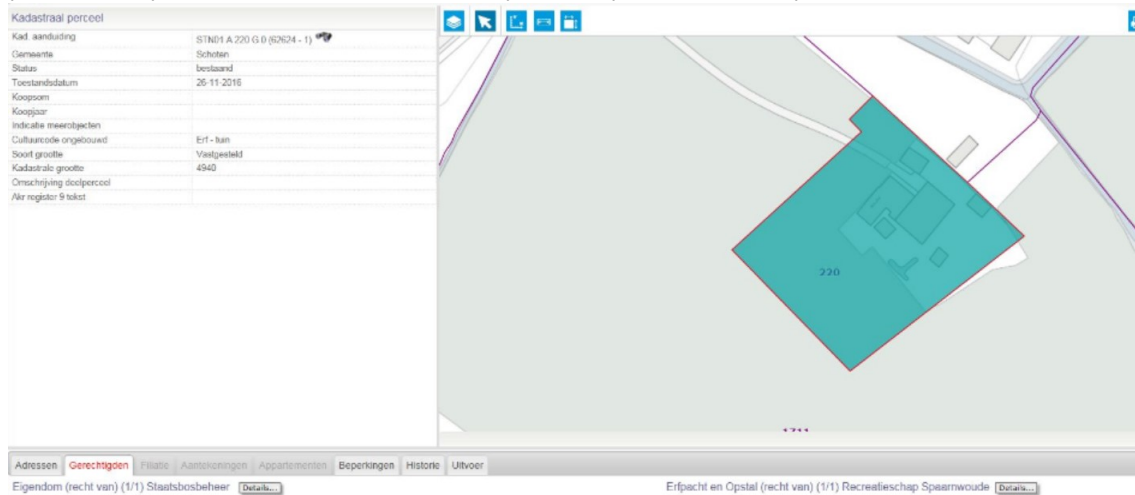 Kadastraal perceel
Kad. aanduiding STN01 A 220 G 0 (62624 - 1)
Gemeente Schoten
Status bestaand
Toestandsdatum 26-11-2016
Koopsom
Koopjaar
Indicatie meerobjecten
Cultuurcode ongebouwd Erf - tuin
Soort grootte Vastgesteld
Kadastrale grootte 4940
Omschrijving deelperceel
Akr register 9 tekst
220
Adressen Gerechtigden Filiatie Aantekeningen Appartementen Beperkingen Historie Uitvoer
Eigendom (recht van) (1/1) Staatsbosbeheer Details... Erfpacht en Opstal (recht van) (1/1) Recreatieschap Spaarnwoude Details...